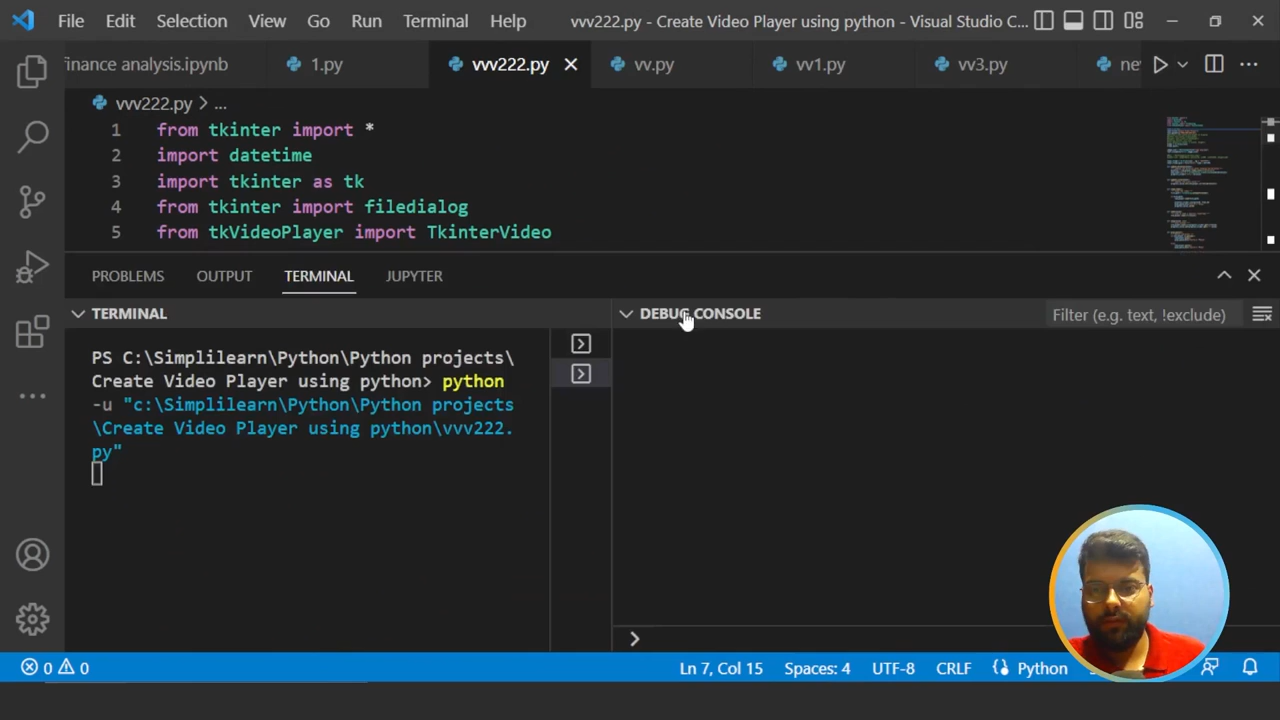 File Edit Selection View Go Run Terminal Help vvv222.py - Create Video Player using python - Visual Studio C...
finance analysis.ipynb 1.py vvv222.py vv.py vv1.py vv3.py ne
vvv222.py > ...
1 from tkinter import *
2 import datetime
3 import tkinter as tk
4 from tkinter import filedialog
5 from tkVideoPlayer import TkinterVideo
PROBLEMS OUTPUT TERMINAL JUPYTER
TERMINAL
DEBUG CONSOLE
Filter (e.g. text, !exclude)
PS C:\Simplilearn\Python\Python projects\
Create Video Player using python> python
-u "c:\Simplilearn\Python\Python projects
\Create Video Player using python\vvv222.
py"
0 0 Ln 7, Col 15 Spaces: 4 UTF-8 CRLF Python